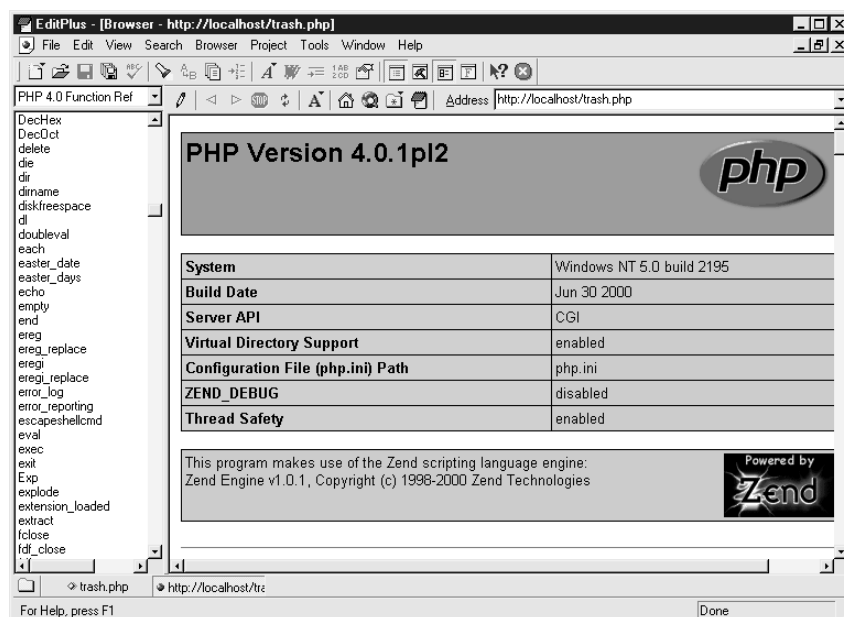 EditPlus - [Browser - http://localhost/trash.php]
File Edit View Search Browser Project Tools Window Help
PHP 4.0 Function Ref
Address http://localhost/trash.php
DecHex
DecOct
delete
die
dir
dirname
diskfreespace
dl
doubleval
each
easter_date
easter_days
echo
empty
end
ereg
ereg_replace
eregi
eregi_replace
error_log
error_reporting
escapeshellcmd
eval
exec
exit
Exp
explode
extension_loaded
extract
fclose
fdf_close
PHP Version 4.0.1pl2
php
System Windows NT 5.0 build 2195
Build Date Jun 30 2000
Server API CGI
Virtual Directory Support enabled
Configuration File (php.ini) Path php.ini
ZEND_DEBUG disabled
Thread Safety enabled
This program makes use of the Zend scripting language engine:
Zend Engine v1.0.1, Copyright (c) 1998-2000 Zend Technologies
Powered by
Zend
trash.php http://localhost/tra
For Help, press F1 Done